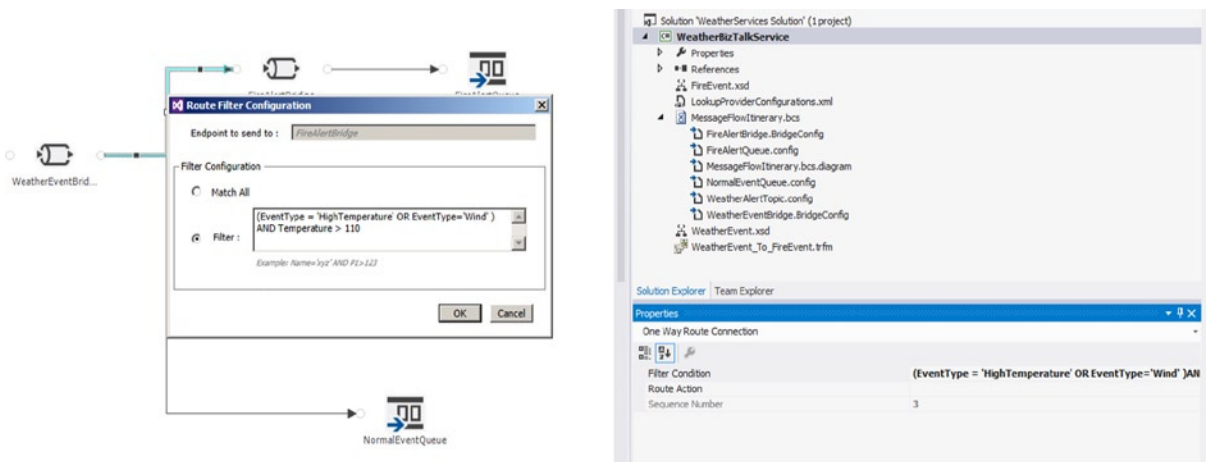 FireAlertBridge
FireAlertQueue
WeatherEventBrid...
Route Filter Configuration
Endpoint to send to :
FireAlertBridge
Filter Configuration
Match All
Filter :
(EventType = 'HighTemperature' OR EventType='Wind' )
AND Temperature > 110
Example: Name='xyz' AND P1>123
OK
Cancel
NormalEventQueue
Solution 'WeatherServices Solution' (1 project)
WeatherBizTalkService
Properties
References
FireEvent.xsd
LookupProviderConfigurations.xml
MessageFlowItinerary.bcs
FireAlertBridge.BridgeConfig
FireAlertQueue.config
MessageFlowItinerary.bcs.diagram
NormalEventQueue.config
WeatherAlertTopic.config
WeatherEventBridge.BridgeConfig
WeatherEvent.xsd
WeatherEvent_To_FireEvent.trfm
Solution Explorer Team Explorer
Properties
One Way Route Connection
Filter Condition (EventType = 'HighTemperature' OR EventType='Wind' )AN
Route Action
Sequence Number 3